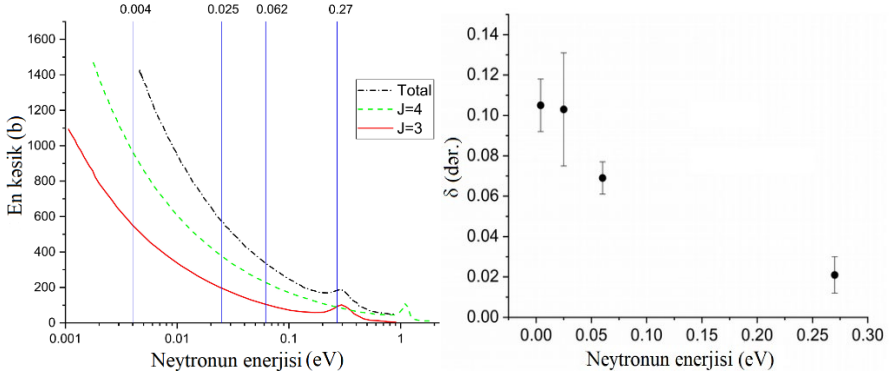 0.004 0.025 0.062 0.27
1600
1400
1200
1000
800
600
400
200
0
En kəsik (b)
Total
J=4
J=3
0.001 0.01 0.1 1
Neytronun enerjisi (eV)
0.14
0.12
0.10
0.08
0.06
0.04
0.02
0.00
δ (dər.)
0.00 0.05 0.10 0.15 0.20 0.25 0.30
Neytronun enerjisi (eV)